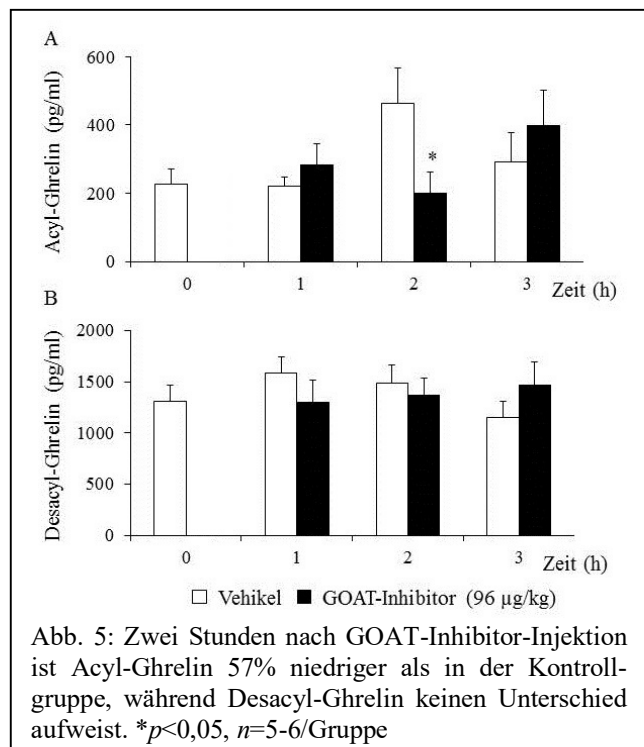 A
600
400
200
0
Acyl-Ghrelin (pg/ml)
*
0 1 2 3 Zeit (h)
B
2000
1500
1000
500
0
Desacyl-Ghrelin (pg/ml)
0 1 2 3
Zeit (h)
Vehikel GOAT-Inhibitor (96 µg/kg)
Abb. 5: Zwei Stunden nach GOAT-Inhibitor-Injektion
ist Acyl-Ghrelin 57% niedriger als in der Kontroll-
gruppe, während Desacyl-Ghrelin keinen Unterschied
aufweist. *p<0,05, n=5-6/Gruppe